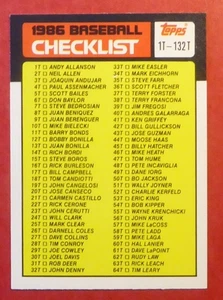 1986 BASEBALL
topps
CHECKLIST
1T - 132T
1T ANDY ALLANSON
2T NEIL ALLEN
3T JOAQUIN ANDUJAR
4T PAUL ASSENMACHER
5T SCOTT BAILES
6T DON BAYLOR
7T STEVE BEDROSIAN
8T JUAN BENIQUEZ
9T JUAN BERENGUER
10T MIKE BIELECKI
11T BARRY BONDS
12T BOBBY BONILLA
13T JUAN BONILLA
14T RICH BORDI
15T STEVE BOROS
16T RICK BURLESON
17T BILL CAMPBELL
18T TOM CANDIOTTI
19T JOHN CANGELOSI
20T JOSE CANSECO
21T CARMEN CASTILLO
22T RICK CERONE
23T JOHN CERUTTI
24T WILL CLARK
25T MARK CLEAR
26T DARNELL COLES
27T DAVE COLLINS
28T TIM CONROY
29T JOE COWLEY
30T JOEL DAVIS
31T ROB DEER
32T JOHN DENNY
33T MIKE EASLER
34T MARK EICHHORN
35T STEVE FARR
36T SCOTT FLETCHER
37T TERRY FORSTER
38T TERRY FRANCONA
39T JIM FREGOSI
40T ANDRES GALARRAGA
41T KEN GRIFFEY
42T BILL GULLICKSON
43T JOSE GUZMAN
44T MOOSE HAAS
45T BILLY HATCHER
46T MIKE HEATH
47T TOM HUME
48T PETE INCAVIGLIA
49T DANE IORG
50T BO JACKSON
51T WALLY JOYNER
52T CHARLIE KERFELD
53T ERIC KING
54T BOB KIPPER
55T WAYNE KRENCHICKI
56T JOHN KRUK
57T MIKE LACOSS
58T PETE LADD
59T MIKE LAGA
60T HAL LANIER
61T DAVE LAPOINT
62T RUDY LAW
63T RICK LEACH
64T TIM LEARY